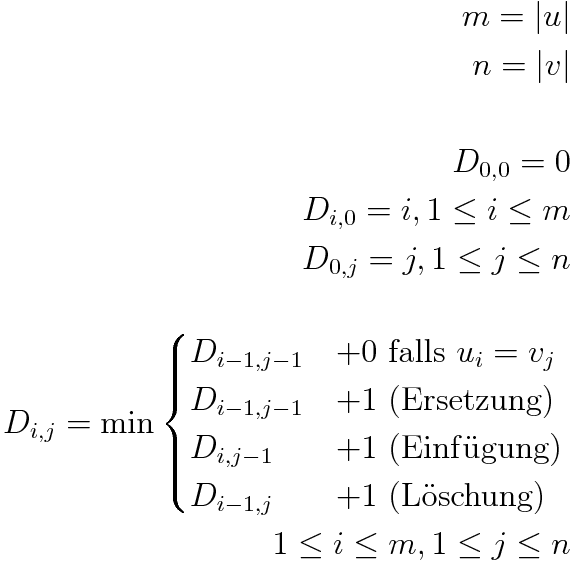 m = |u|
n = |v|
D_{0,0} = 0
D_{i,0} = i, 1 ≤ i ≤ m
D_{0,j} = j, 1 ≤ j ≤ n
D_{i,j} = min { D_{i−1,j−1} +0 falls u_i = v_j
D_{i−1,j−1} +1 (Ersetzung)
D_{i,j−1} +1 (Einfügung)
D_{i−1,j} +1 (Löschung)
1 ≤ i ≤ m, 1 ≤ j ≤ n